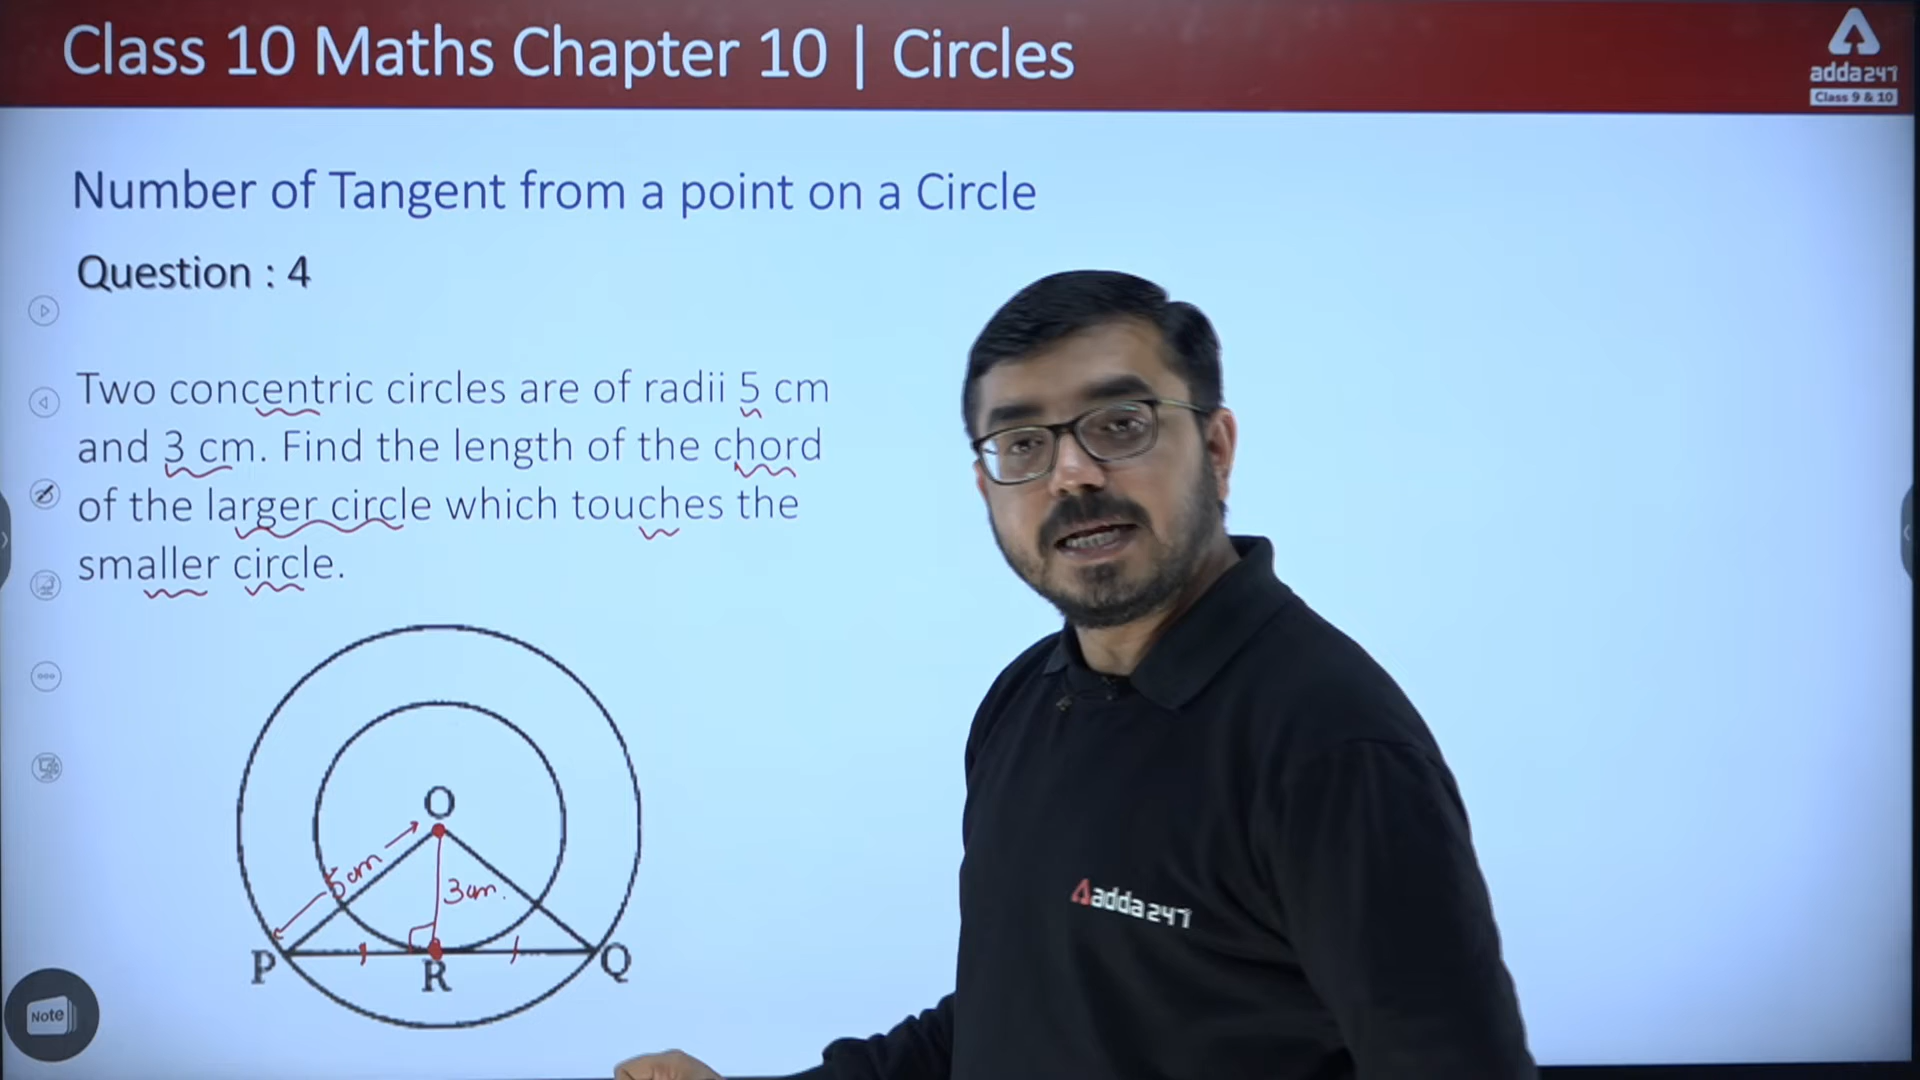 Class 10 Maths Chapter 10 | Circles
adda247
Class 9 & 10
Number of Tangent from a point on a Circle
Question : 4
Two concentric circles are of radii 5 cm
and 3 cm. Find the length of the chord
of the larger circle which touches the
smaller circle.
O
5cm
3cm.
P
R
Q
adda247
Note